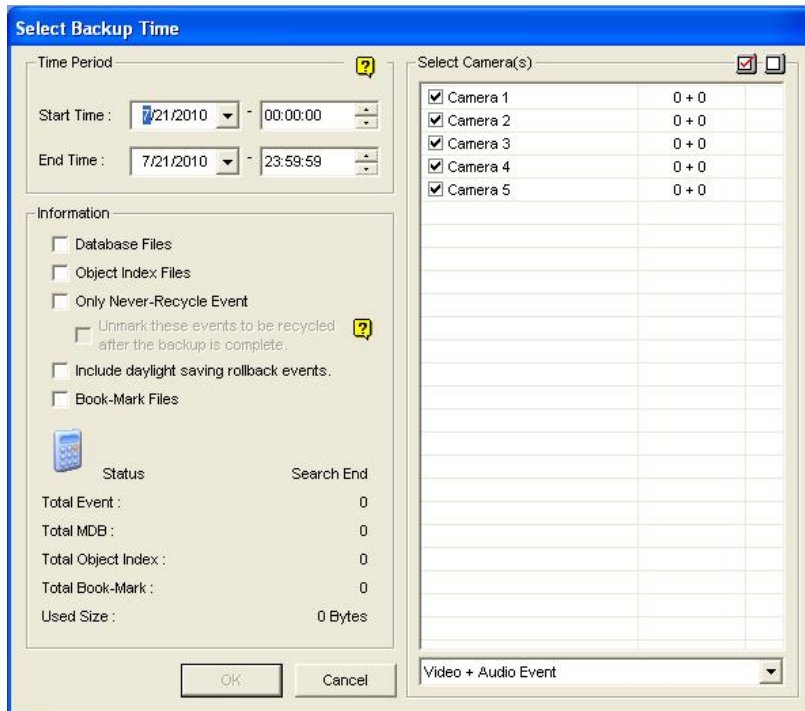 Select Backup Time
Time Period
?
Start Time : 7/21/2010 - 00:00:00
End Time : 7/21/2010 - 23:59:59
Information
Database Files
Object Index Files
Only Never-Recycle Event
Unmark these events to be recycled
after the backup is complete.
?
Include daylight saving rollback events.
Book-Mark Files
Status Search End
Total Event : 0
Total MDB : 0
Total Object Index : 0
Total Book-Mark : 0
Used Size : 0 Bytes
OK Cancel
Select Camera(s)
Camera 1 0 + 0
Camera 2 0 + 0
Camera 3 0 + 0
Camera 4 0 + 0
Camera 5 0 + 0
Video + Audio Event